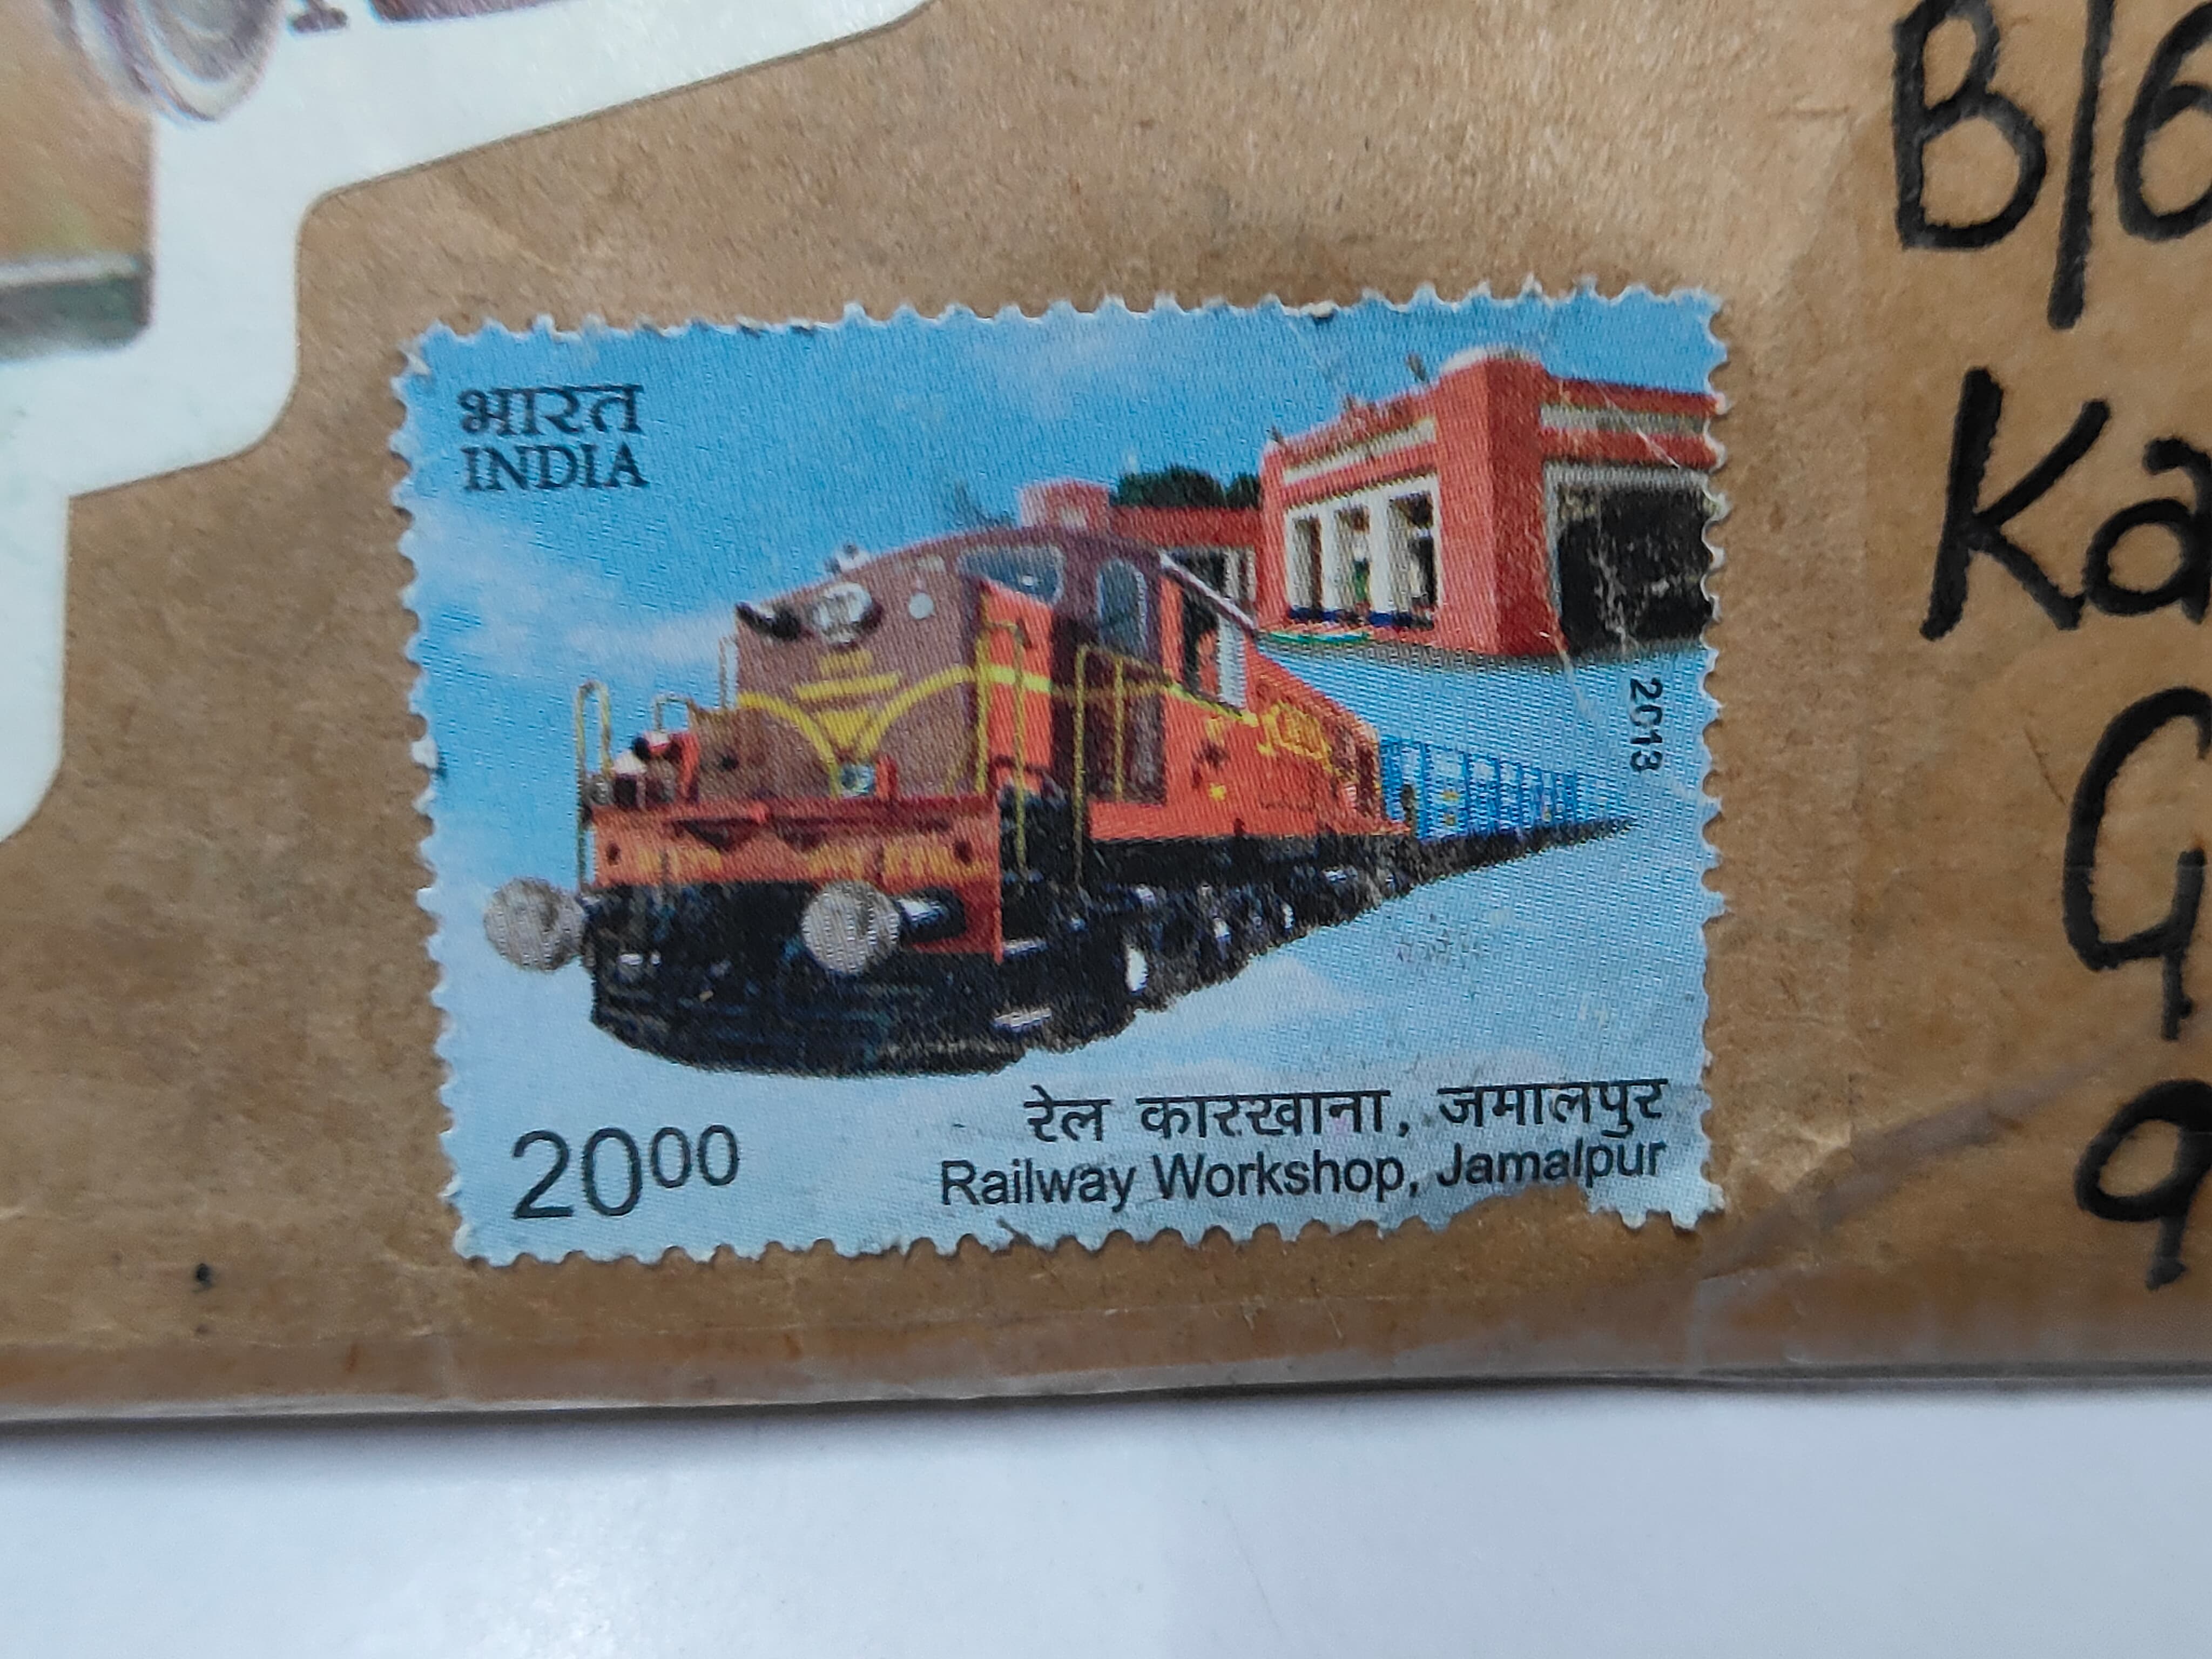 भारत
INDIA
2013
रेल कारखाना, जमालपुर
Railway Workshop, Jamalpur
2000
B/6
Ka
G
9